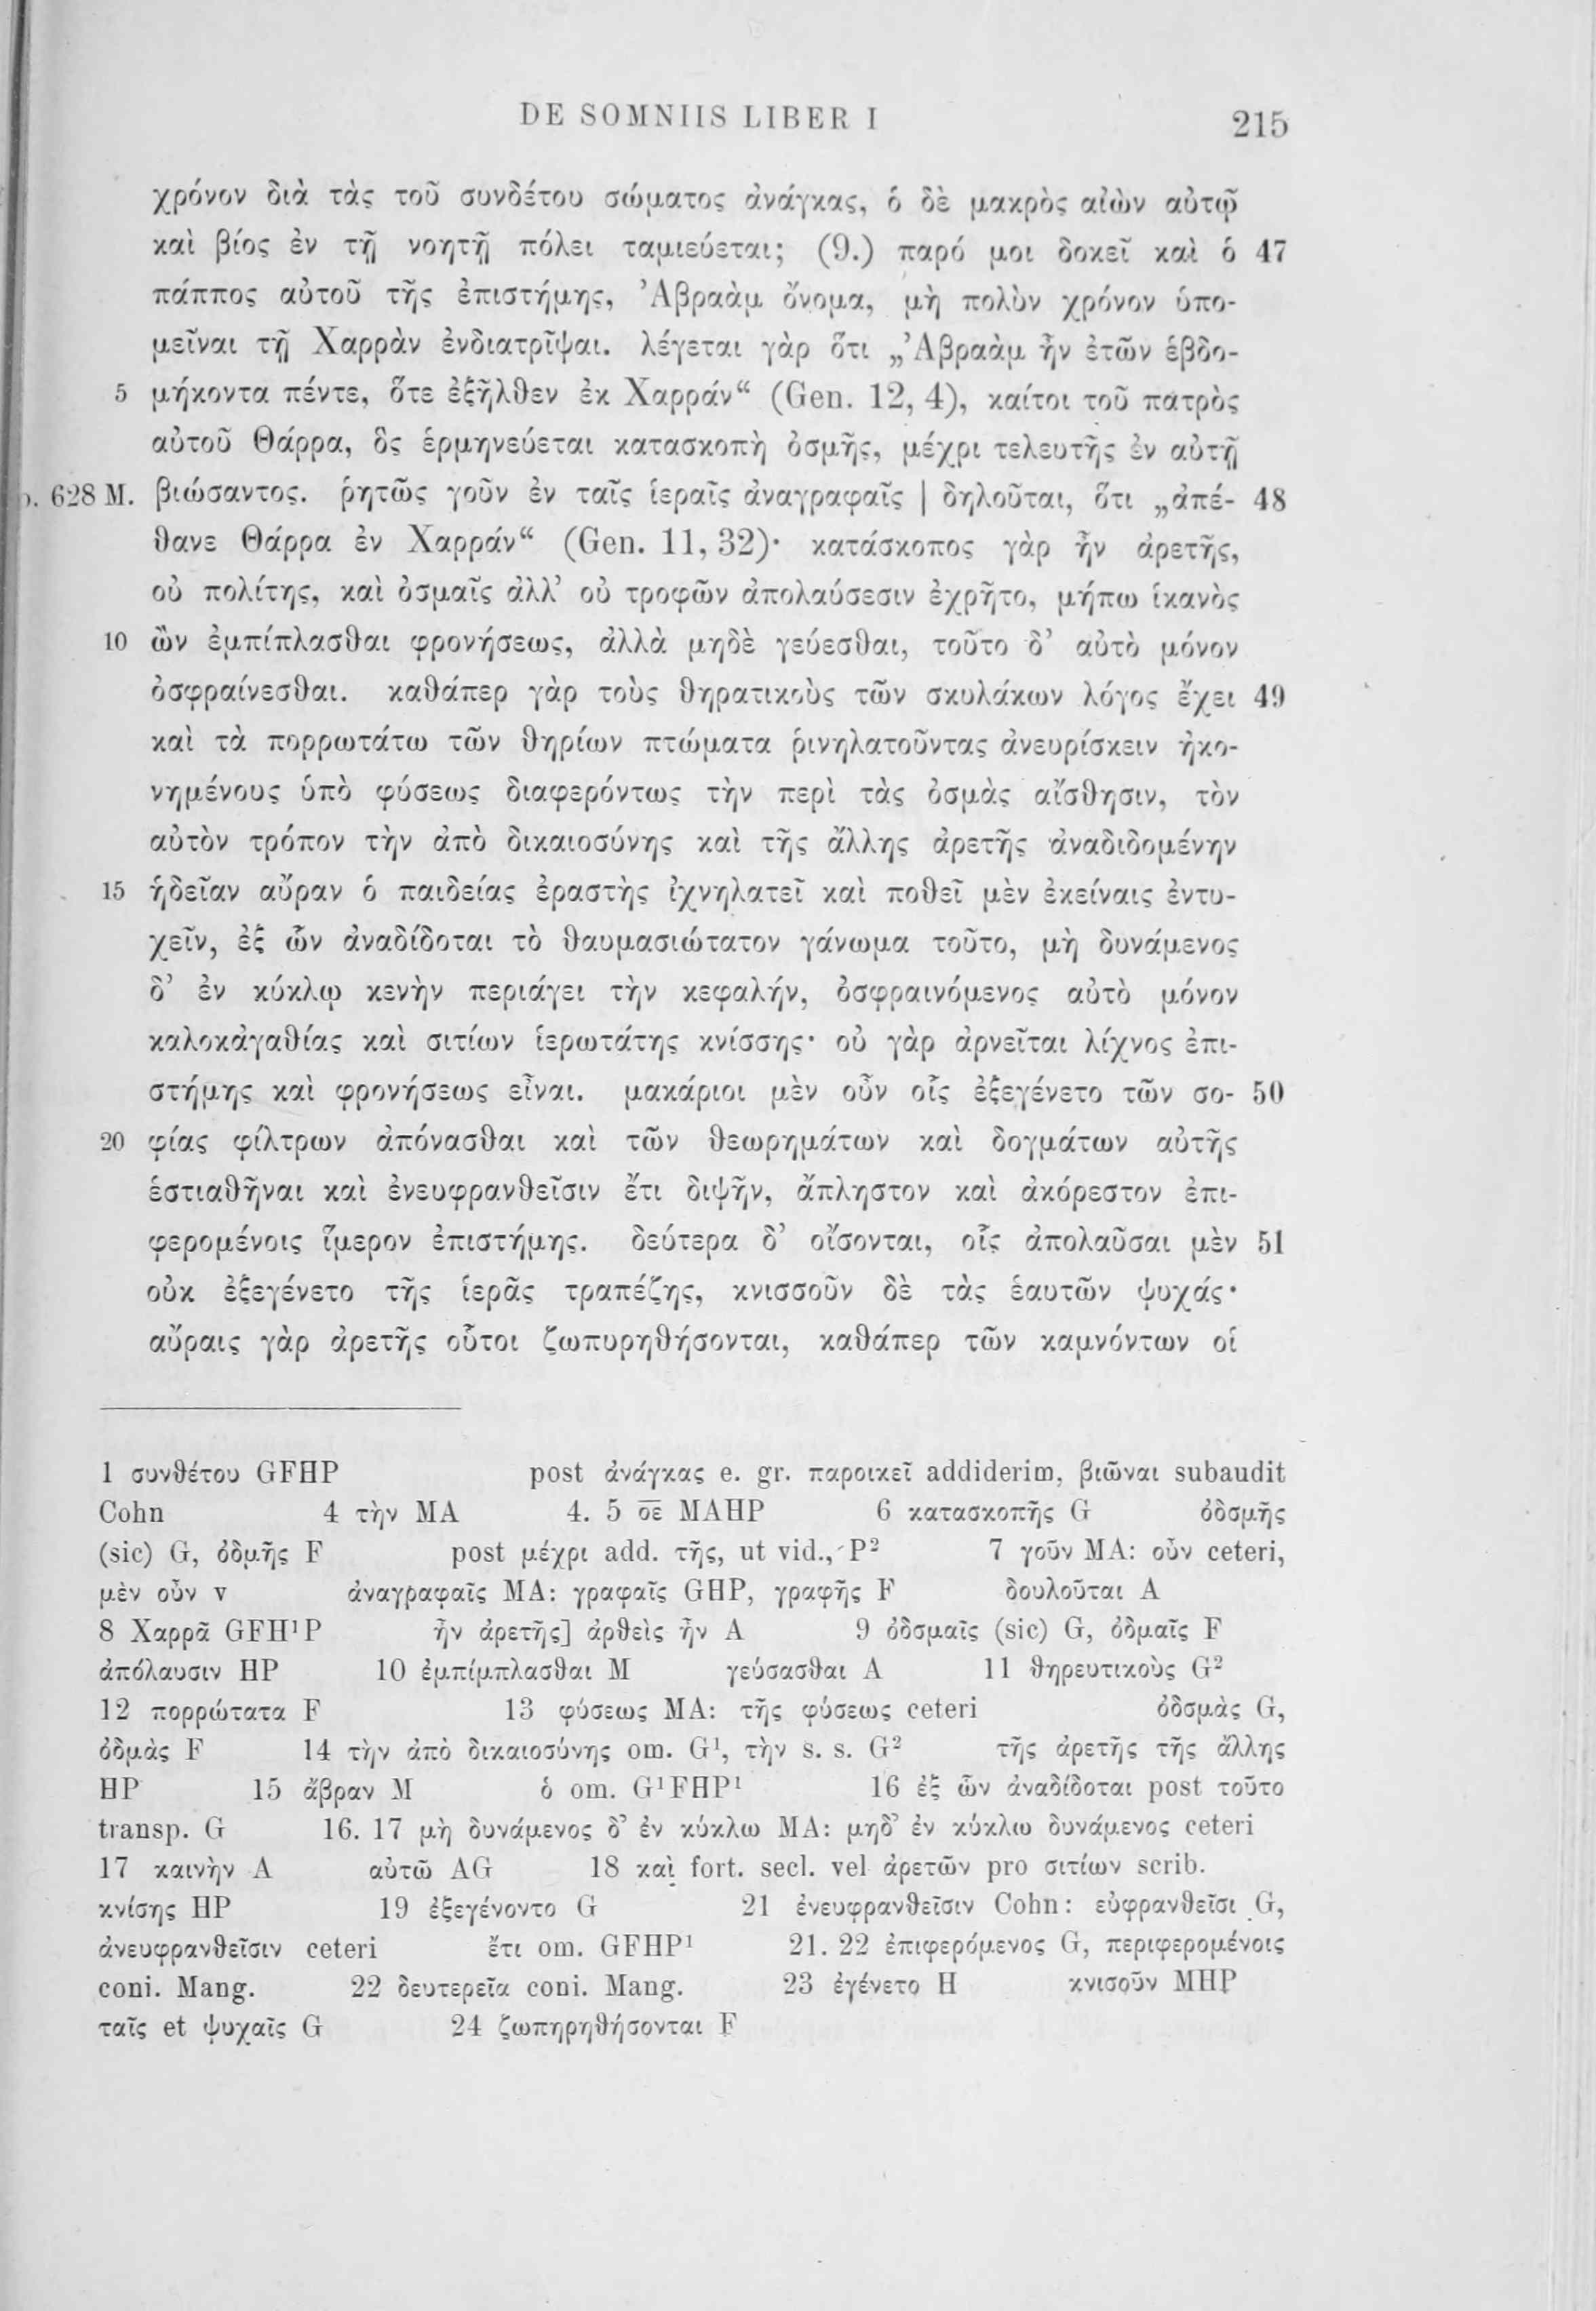 DE SOMNIIS LIBER I 215
χρόνον διὰ τὰς τοῦ συνδέτου σώματος ἀνάγκας, ὁ δὲ μακρὸς αἰὼν αὐτῷ
καὶ βίος ἐν τῇ νοητῇ πόλει ταμιεύεται; (9.) παρό μοι δοκεῖ καὶ ὁ 47
πάππος αὐτοῦ τῆς ἐπιστήμης, Ἀβραὰμ ὄνομα, μὴ πολὺν χρόνον ὑπο-
μεῖναι τῇ Χαρρὰν ἐνδιατρῖψαι. λέγεται γὰρ ὅτι „Ἀβραὰμ ἦν ἐτῶν ἑβδο-
5 μήκοντα πέντε, ὅτε ἐξῆλθεν ἐκ Χαρράν“ (Gen. 12, 4), καίτοι τοῦ πατρὸς
αὐτοῦ Θάρρα, ὃς ἑρμηνεύεται κατασκοπὴ ὀσμῆς, μέχρι τελευτῆς ἐν αὐτῇ
p. 628 M. βιώσαντος. ῥητῶς γοῦν ἐν ταῖς ἱεραῖς ἀναγραφαῖς | δηλοῦται, ὅτι „ἀπέ- 48
θανε Θάρρα ἐν Χαρράν“ (Gen. 11, 32)· κατάσκοπος γὰρ ἦν ἀρετῆς,
οὐ πολίτης, καὶ ὀσμαῖς ἀλλ’ οὐ τροφῶν ἀπολαύσεσιν ἐχρῆτο, μήπω ἱκανὸς
10 ὢν ἐμπίπλασθαι φρονήσεως, ἀλλὰ μηδὲ γεύεσθαι, τοῦτο δ’ αὐτὸ μόνον
ὀσφραίνεσθαι. καθάπερ γὰρ τοὺς θηρατικοὺς τῶν σκυλάκων λόγος ἔχει 49
καὶ τὰ πορρωτάτω τῶν θηρίων πτώματα ῥινηλατοῦντας ἀνευρίσκειν ἠκο-
νημένους ὑπὸ φύσεως διαφερόντως τὴν περὶ τὰς ὀσμὰς αἴσθησιν, τὸν
αὐτὸν τρόπον τὴν ἀπὸ δικαιοσύνης καὶ τῆς ἄλλης ἀρετῆς ἀναδιδομένην
15 ἡδεῖαν αὔραν ὁ παιδείας ἐραστὴς ἰχνηλατεῖ καὶ ποθεῖ μὲν ἐκείναις ἐντυ-
χεῖν, ἐξ ὧν ἀναδίδοται τὸ θαυμασιώτατον γάνωμα τοῦτο, μὴ δυνάμενος
δ’ ἐν κύκλῳ κενὴν περιάγει τὴν κεφαλήν, ὀσφραινόμενος αὐτὸ μόνον
καλοκἀγαθίας καὶ σιτίων ἱερωτάτης κνίσσης· οὐ γὰρ ἀρνεῖται λίχνος ἐπι-
στήμης καὶ φρονήσεως εἶναι. μακάριοι μὲν οὖν οἷς ἐξεγένετο τῶν σο- 50
20 φίας φίλτρων ἀπόνασθαι καὶ τῶν θεωρημάτων καὶ δογμάτων αὐτῆς
ἑστιαθῆναι καὶ ἐνευφρανθεῖσιν ἔτι διψῆν, ἄπληστον καὶ ἀκόρεστον ἐπι-
φερομένοις ἵμερον ἐπιστήμης. δεύτερα δ’ οἴσονται, οἷς ἀπολαῦσαι μὲν 51
οὐκ ἐξεγένετο τῆς ἱερᾶς τραπέζης, κνισσοῦν δὲ τὰς ἑαυτῶν ψυχάς·
αὔραις γὰρ ἀρετῆς οὗτοι ζωπυρηθήσονται, καθάπερ τῶν καμνόντων οἱ
1 συνθέτου GFHP post ἀνάγκας e. gr. παροικεῖ addiderim, βιῶναι subaudit
Cohn 4 τὴν MA 4. 5 οε MAHP 6 κατασκοπῆς G ὀδσμῆς
(sic) G, ὀδμῆς F post μέχρι add. τῆς, ut vid., P² 7 γοῦν MA: οὖν ceteri,
μὲν οὖν v ἀναγραφαῖς MA: γραφαῖς GHP, γραφῆς F δουλοῦται A
8 Χαρρᾶ GFH¹P ἦν ἀρετῆς] ἀρθεὶς ἦν A 9 ὀδσμαῖς (sic) G, ὀδμαῖς F
ἀπόλαυσιν HP 10 ἐμπίμπλασθαι M γεύσασθαι A 11 θηρευτικοὺς G²
12 πορρώτατα F 13 φύσεως MA: τῆς φύσεως ceteri ὀδσμὰς G,
ὀδμὰς F 14 τὴν ἀπὸ δικαιοσύνης om. G¹, τὴν s. s. G² τῆς ἀρετῆς τῆς ἄλλης
HP 15 ἄβραν M ὁ om. G¹FHP¹ 16 ἐξ ὧν ἀναδίδοται post τοῦτο
transp. G 16. 17 μὴ δυνάμενος δ’ ἐν κύκλω MA: μηδ’ ἐν κύκλω δυνάμενος ceteri
17 καινὴν A αὐτῶ AG 18 καὶ fort. secl. vel ἀρετῶν pro σιτίων scrib.
κνίσης HP 19 ἐξεγένοντο G 21 ἐνευφρανθεῖσιν Cohn: εὐφρανθεῖσι G,
ἀνευφρανθεῖσιν ceteri ἔτι om. GFHP¹ 21. 22 ἐπιφερόμενος G, περιφερομένοις
coni. Mang. 22 δευτερεῖα coni. Mang. 23 ἐγένετο H κνισοῦν MHP
ταῖς et ψυχαῖς G 24 ζωπηρηθήσονται F